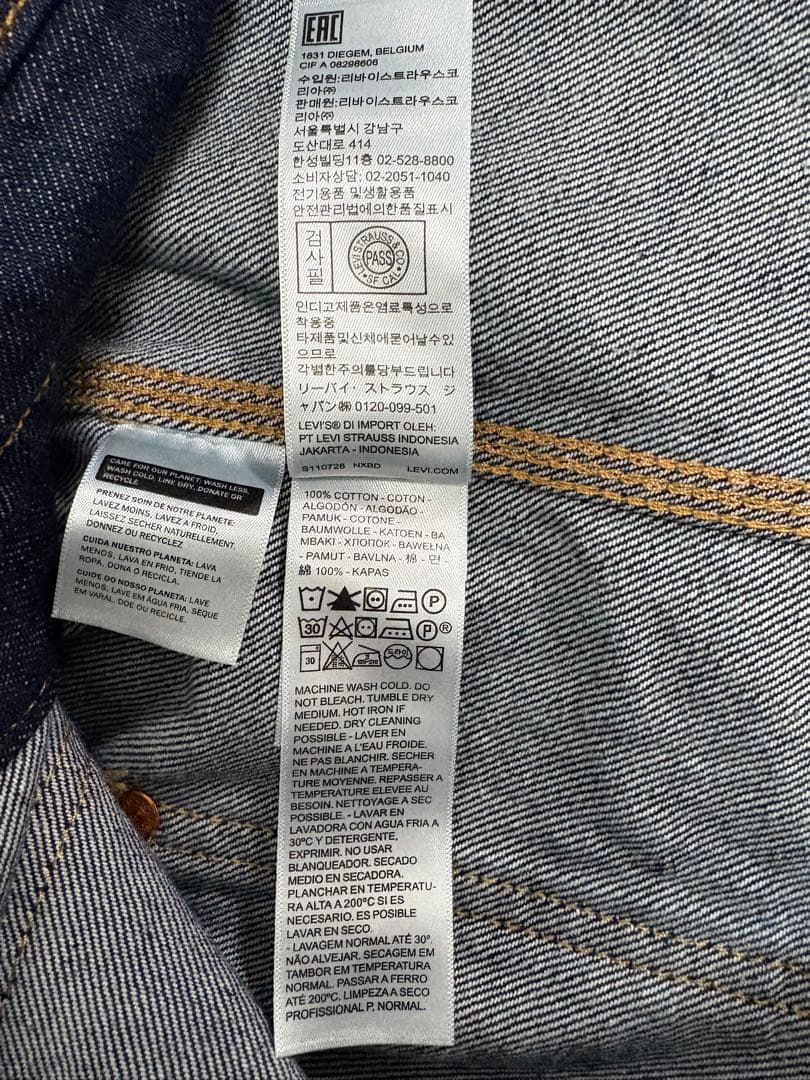 EAC
1831 DIEGEM, BELGIUM
CIF A 08298606
수입원:리바이스트라우스코
리아㈜
판매원:리바이스트라우스코
리아㈜
서울특별시 강남구
도산대로 414
한성빌딩11층 02-528-8800
소비자상담: 02-2051-1040
전기용품 및생활용품
안전관리법에의한품질표시
검사필
LEVI STRAUSS & CO
PASS
SF CAL
인디고제품은염료특성으로
착용중
타제품및신체에묻어날수있
으므로
각별한주의를당부드립니다
リーバイ・ストラウス ジ
ャパン㈱ 0120-099-501
LEVI'S® DI IMPORT OLEH:
PT LEVI STRAUSS INDONESIA
JAKARTA - INDONESIA
S110728 NXBD LEVI.COM
CARE FOR OUR PLANET: WASH LESS,
WASH COLD, LINE DRY, DONATE OR
RECYCLE
PRENEZ SOIN DE NOTRE PLANETE:
LAVEZ MOINS, LAVEZ A FROID,
LAISSEZ SECHER NATURELLEMENT,
DONNEZ OU RECYCLEZ
CUIDA NUESTRO PLANETA: LAVA
MENOS, LAVA EN FRIO, TIENDE LA
ROPA, DONA O RECICLA.
CUIDE DO NOSSO PLANETA: LAVE
MENOS, LAVE EM ÁGUA FRIA, SEQUE
EM VARAL, DOE OU RECICLE.
100% COTTON - COTON -
ALGODÓN - ALGODÃO -
PAMUK - COTONE -
BAUMWOLLE - KATOEN - BA
MBAKI - ΧΛΟΠΟΚ - BAWEŁNA
- PAMUT - BAVLNA - 棉 - 면 -
綿 100% - KAPAS
P
30 P ®
30 드라이
MACHINE WASH COLD. DO
NOT BLEACH. TUMBLE DRY
MEDIUM. HOT IRON IF
NEEDED. DRY CLEANING
POSSIBLE - LAVER EN
MACHINE A L'EAU FROIDE.
NE PAS BLANCHIR. SECHER
EN MACHINE A TEMPERA-
TURE MOYENNE. REPASSER A
TEMPERATURE ELEVEE AU
BESOIN. NETTOYAGE A SEC
POSSIBLE. - LAVAR EN
LAVADORA CON AGUA FRIA A
30ºC Y DETERGENTE,
EXPRIMIR. NO USAR
BLANQUEADOR. SECADO
MEDIO EN SECADORA.
PLANCHAR EN TEMPERATU-
RA ALTA A 200ºC SI ES
NECESARIO. ES POSIBLE
LAVAR EN SECO.
- LAVAGEM NORMAL ATÉ 30º.
NÃO ALVEJAR. SECAGEM EM
TAMBOR EM TEMPERATURA
NORMAL. PASSAR A FERRO
ATÉ 200ºC. LIMPEZA A SECO
PROFISSIONAL P, NORMAL.